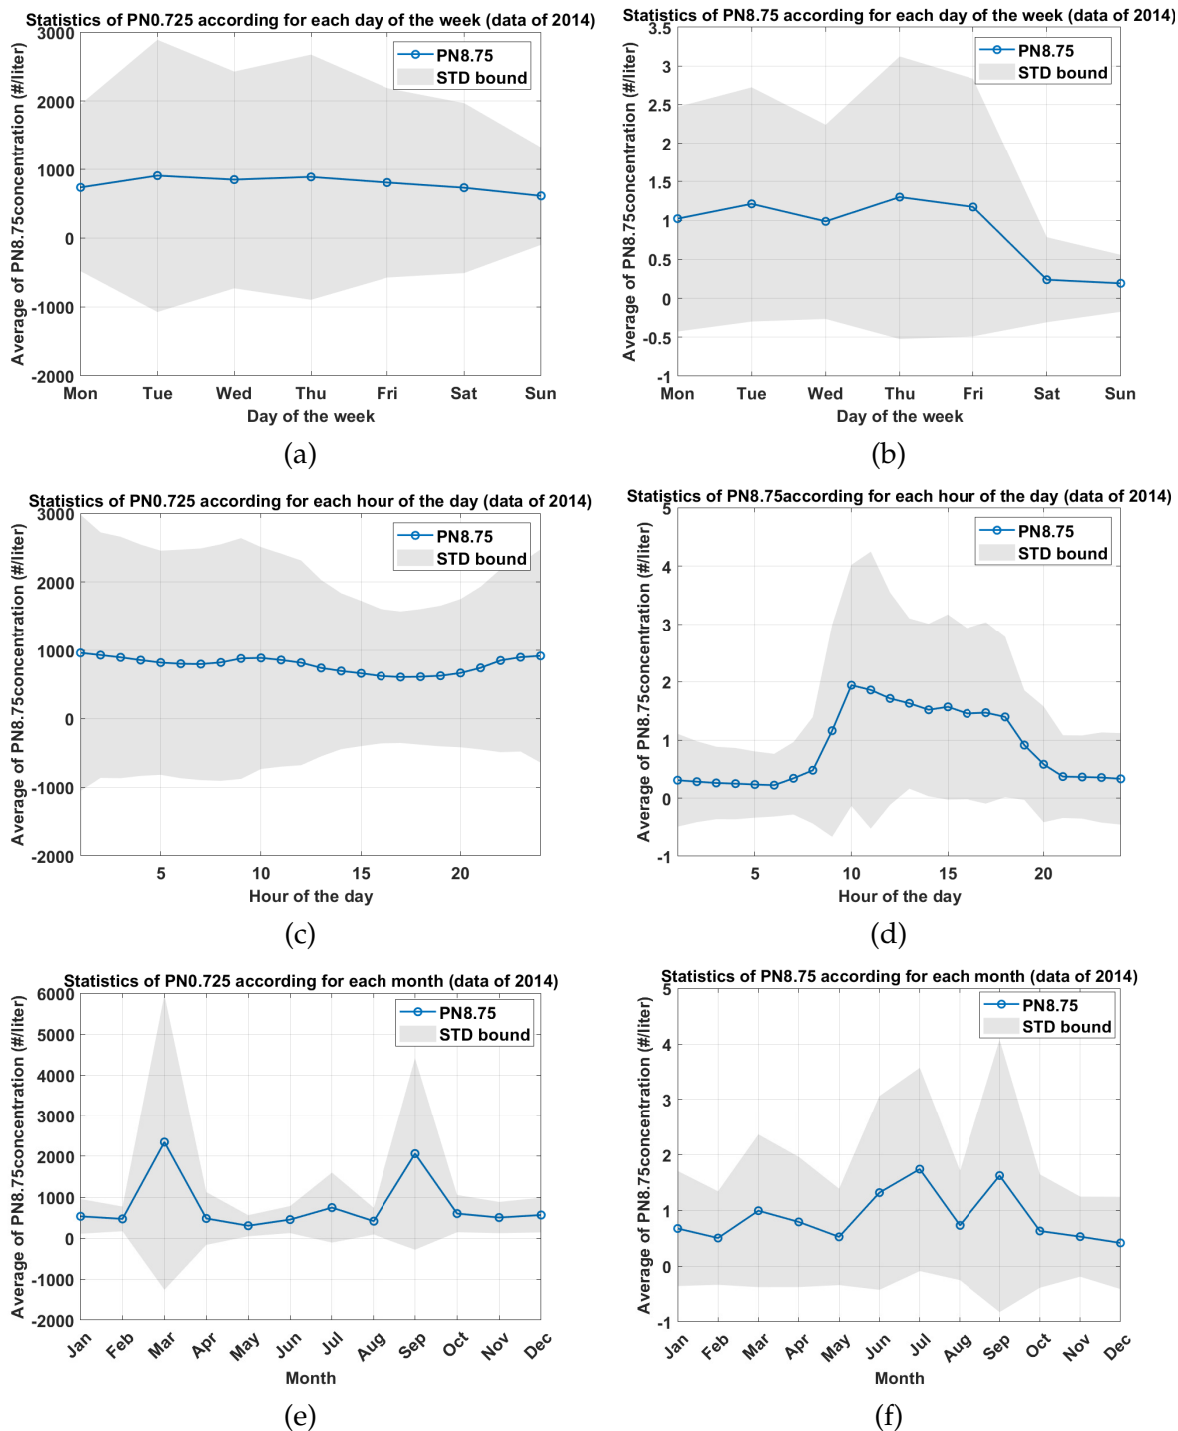 Statistics of PN0.725 according for each day of the week (data of 2014)
Average of PN8.75concentration (#/liter)
3000
2000
1000
0
-1000
-2000
PN8.75
STD bound
Mon Tue Wed Thu Fri Sat Sun
Day of the week
(a)
Statistics of PN8.75 according for each day of the week (data of 2014)
Average of PN8.75concentration (#/liter)
3.5
3
2.5
2
1.5
1
0.5
0
-0.5
-1
PN8.75
STD bound
Mon Tue Wed Thu Fri Sat Sun
Day of the week
(b)
Statistics of PN0.725 according for each hour of the day (data of 2014)
Average of PN8.75concentration (#/liter)
3000
2000
1000
0
-1000
-2000
PN8.75
STD bound
5 10 15 20
Hour of the day
(c)
Statistics of PN8.75according for each hour of the day (data of 2014)
Average of PN8.75concentration (#/liter)
5
4
3
2
1
0
-1
PN8.75
STD bound
5 10 15 20
Hour of the day
(d)
Statistics of PN0.725 according for each month (data of 2014)
Average of PN8.75concentration (#/liter)
6000
5000
4000
3000
2000
1000
0
-1000
-2000
PN8.75
STD bound
Jan Feb Mar Apr May Jun Jul Aug Sep Oct Nov Dec
Month
(e)
Statistics of PN8.75 according for each month (data of 2014)
Average of PN8.75concentration (#/liter)
5
4
3
2
1
0
-1
PN8.75
STD bound
Jan Feb Mar Apr May Jun Jul Aug Sep Oct Nov Dec
Month
(f)